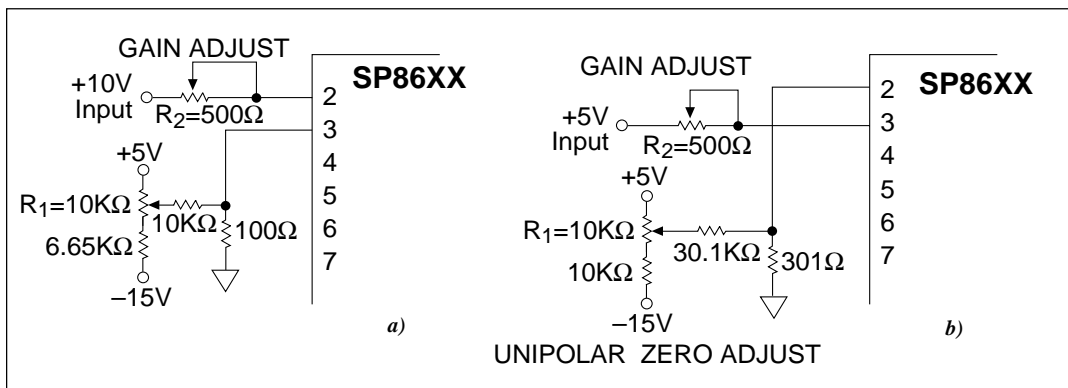 GAIN ADJUST
SP86XX
+10V
Input
R2=500Ω
2
3
4
5
6
7
+5V
R1=10KΩ
10KΩ
6.65KΩ
100Ω
–15V
a)
GAIN ADJUST
SP86XX
+5V
Input
R2=500Ω
2
3
4
5
6
7
+5V
R1=10KΩ
30.1KΩ
10KΩ
301Ω
–15V
b)
UNIPOLAR ZERO ADJUST